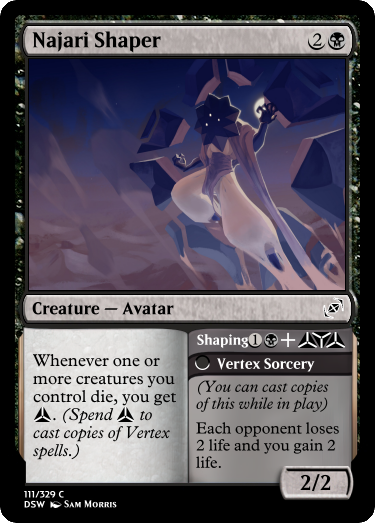 Najari Shaper 2
Creature — Avatar
Whenever one or
more creatures you
control die, you get
. (Spend to
cast copies of Vertex
spells.)
Shaping 1 +
Vertex Sorcery
(You can cast copies
of this while in play)
Each opponent loses
2 life and you gain 2
life.
2/2
111/329 C
DSW Sam Morris